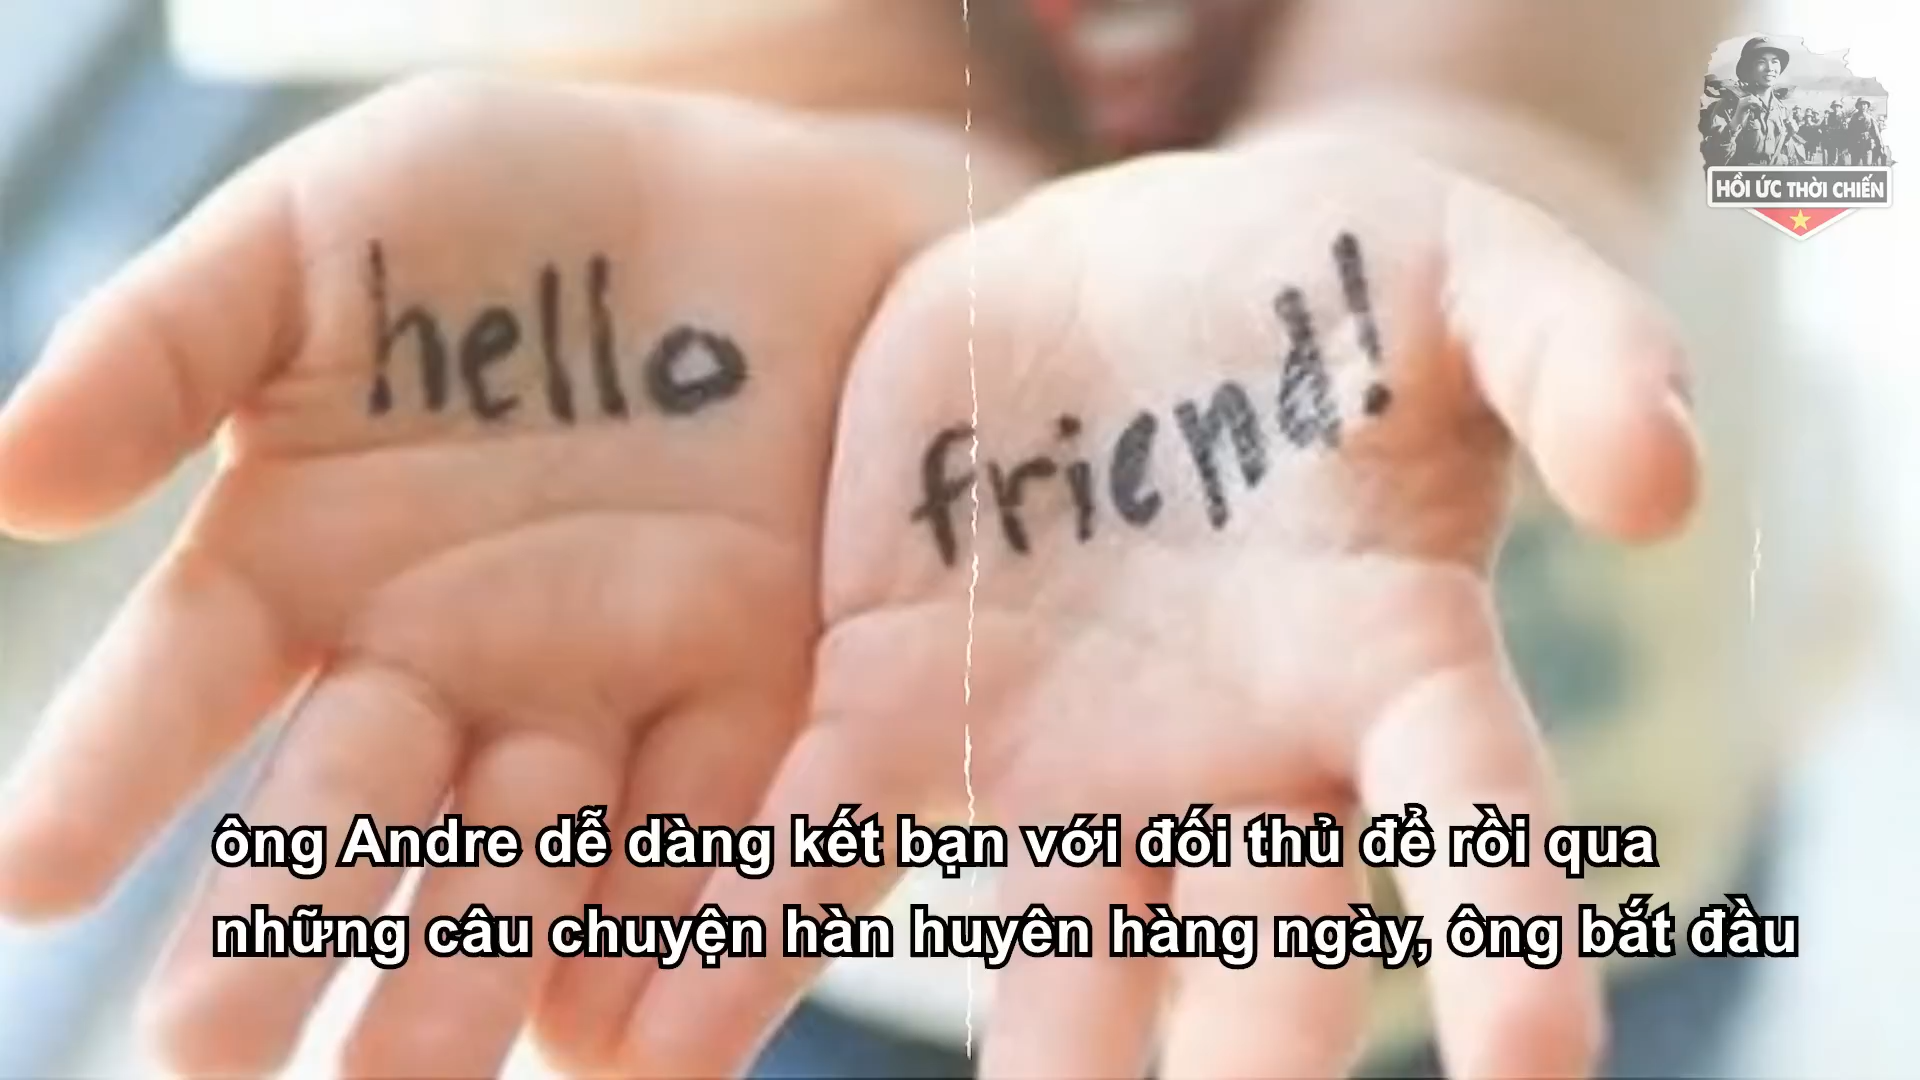 HỒI ỨC THỜI CHIẾN
hello
friend!
ông Andre dễ dàng kết bạn với đối thủ để rồi qua
những câu chuyện hàn huyên hàng ngày, ông bắt đầu